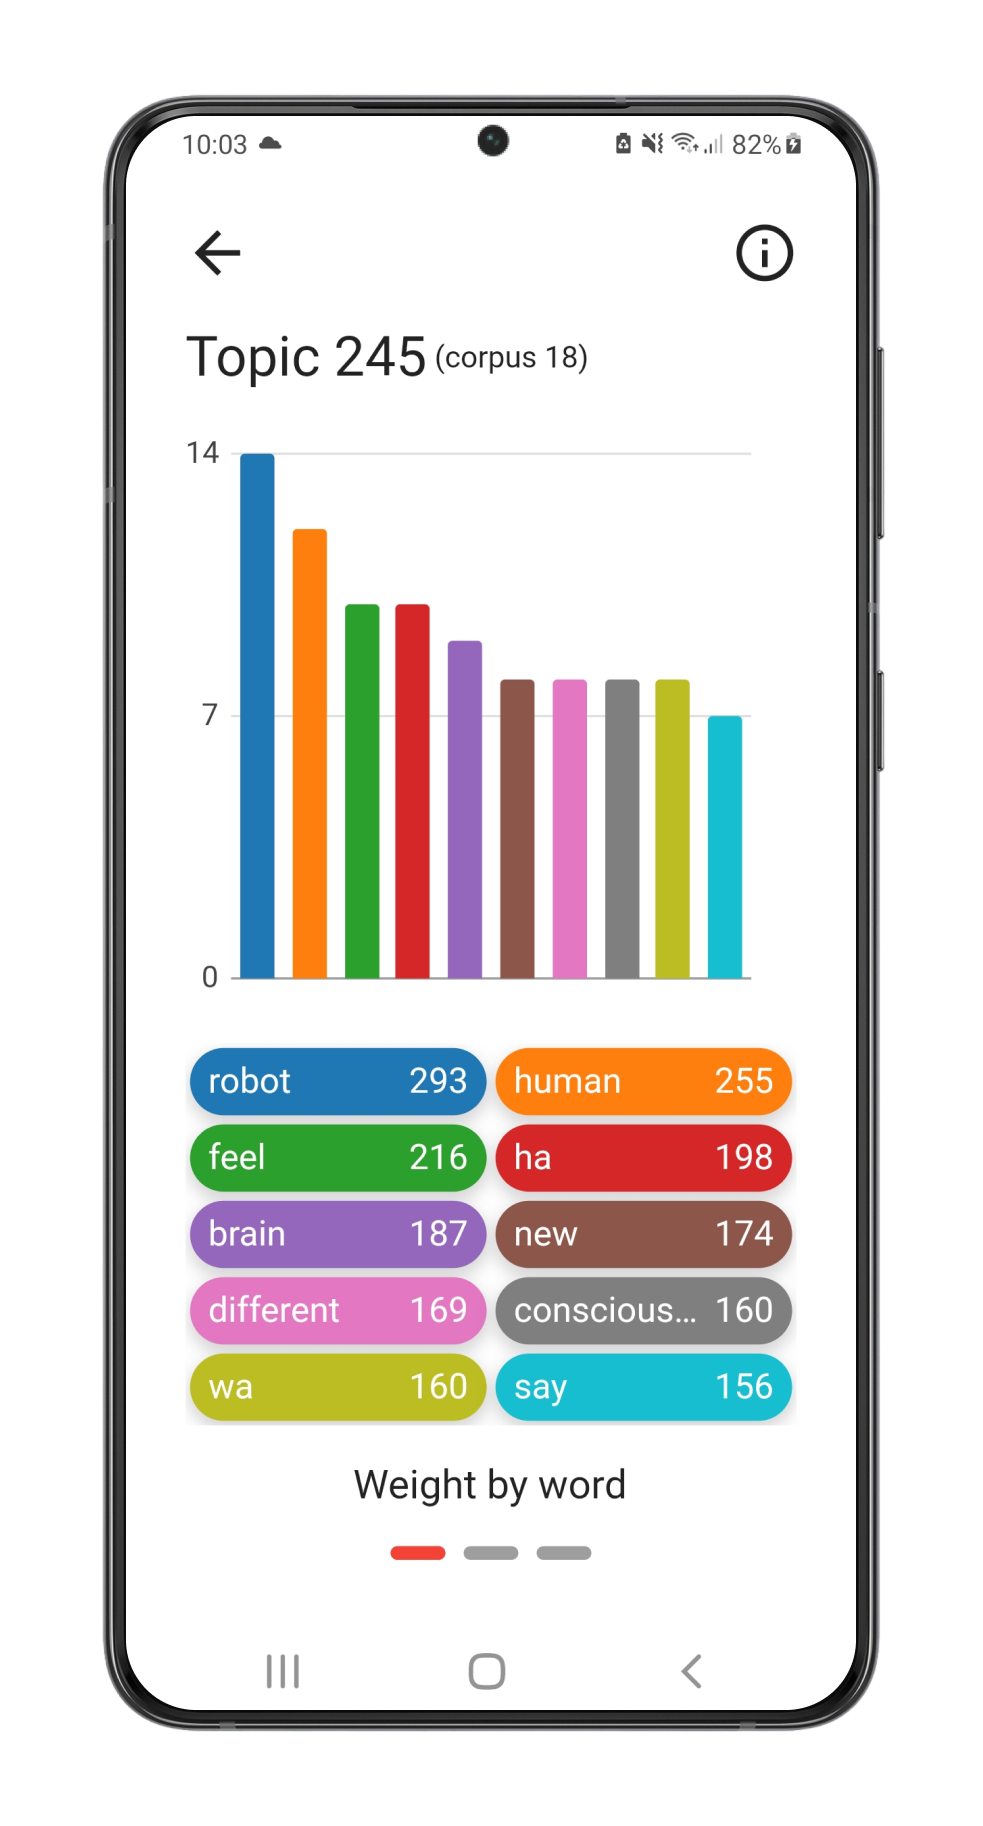 10:03 82%
Topic 245 (corpus 18)
14
7
0
robot 293 human 255
feel 216 ha 198
brain 187 new 174
different 169 conscious... 160
wa 160 say 156
Weight by word